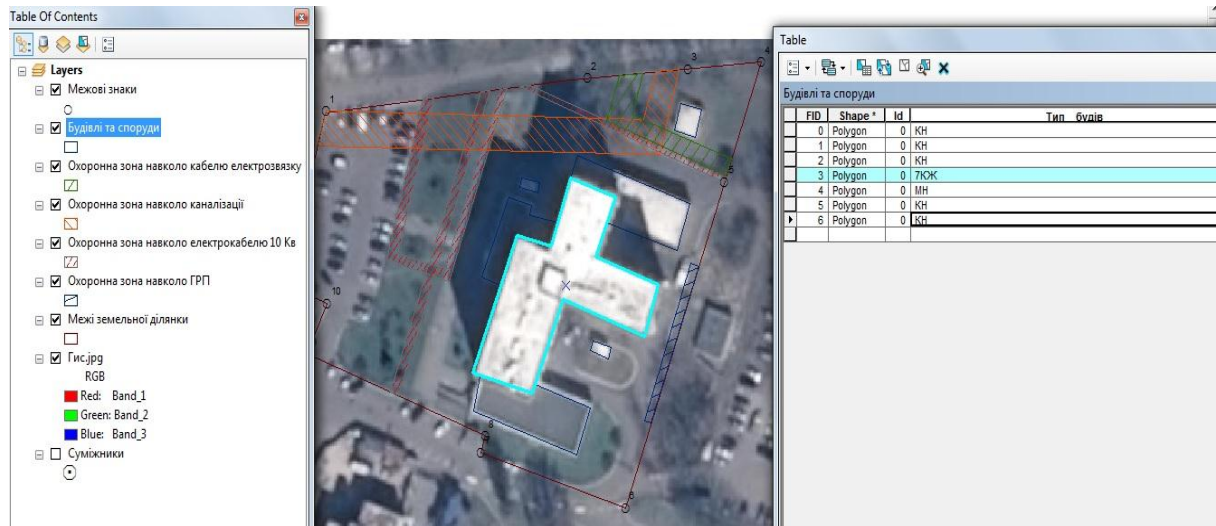 Table Of Contents
Layers
Межові знаки
Будівлі та споруди
Охоронна зона навколо кабелю електрозвязку
Охоронна зона навколо каналізації
Охоронна зона навколо електрокабелю 10 Кв
Охоронна зона навколо ГРП
Межі земельної ділянки
Гис.jpg
RGB
Red: Band_1
Green: Band_2
Blue: Band_3
Суміжники
1
2
3
4
5
10
8
6
Table
Будівлі та споруди
FID Shape * Id Тип_будів
0 Polygon 0 КН
1 Polygon 0 КН
2 Polygon 0 КН
3 Polygon 0 7КЖ
4 Polygon 0 МН
5 Polygon 0 КН
6 Polygon 0 КН